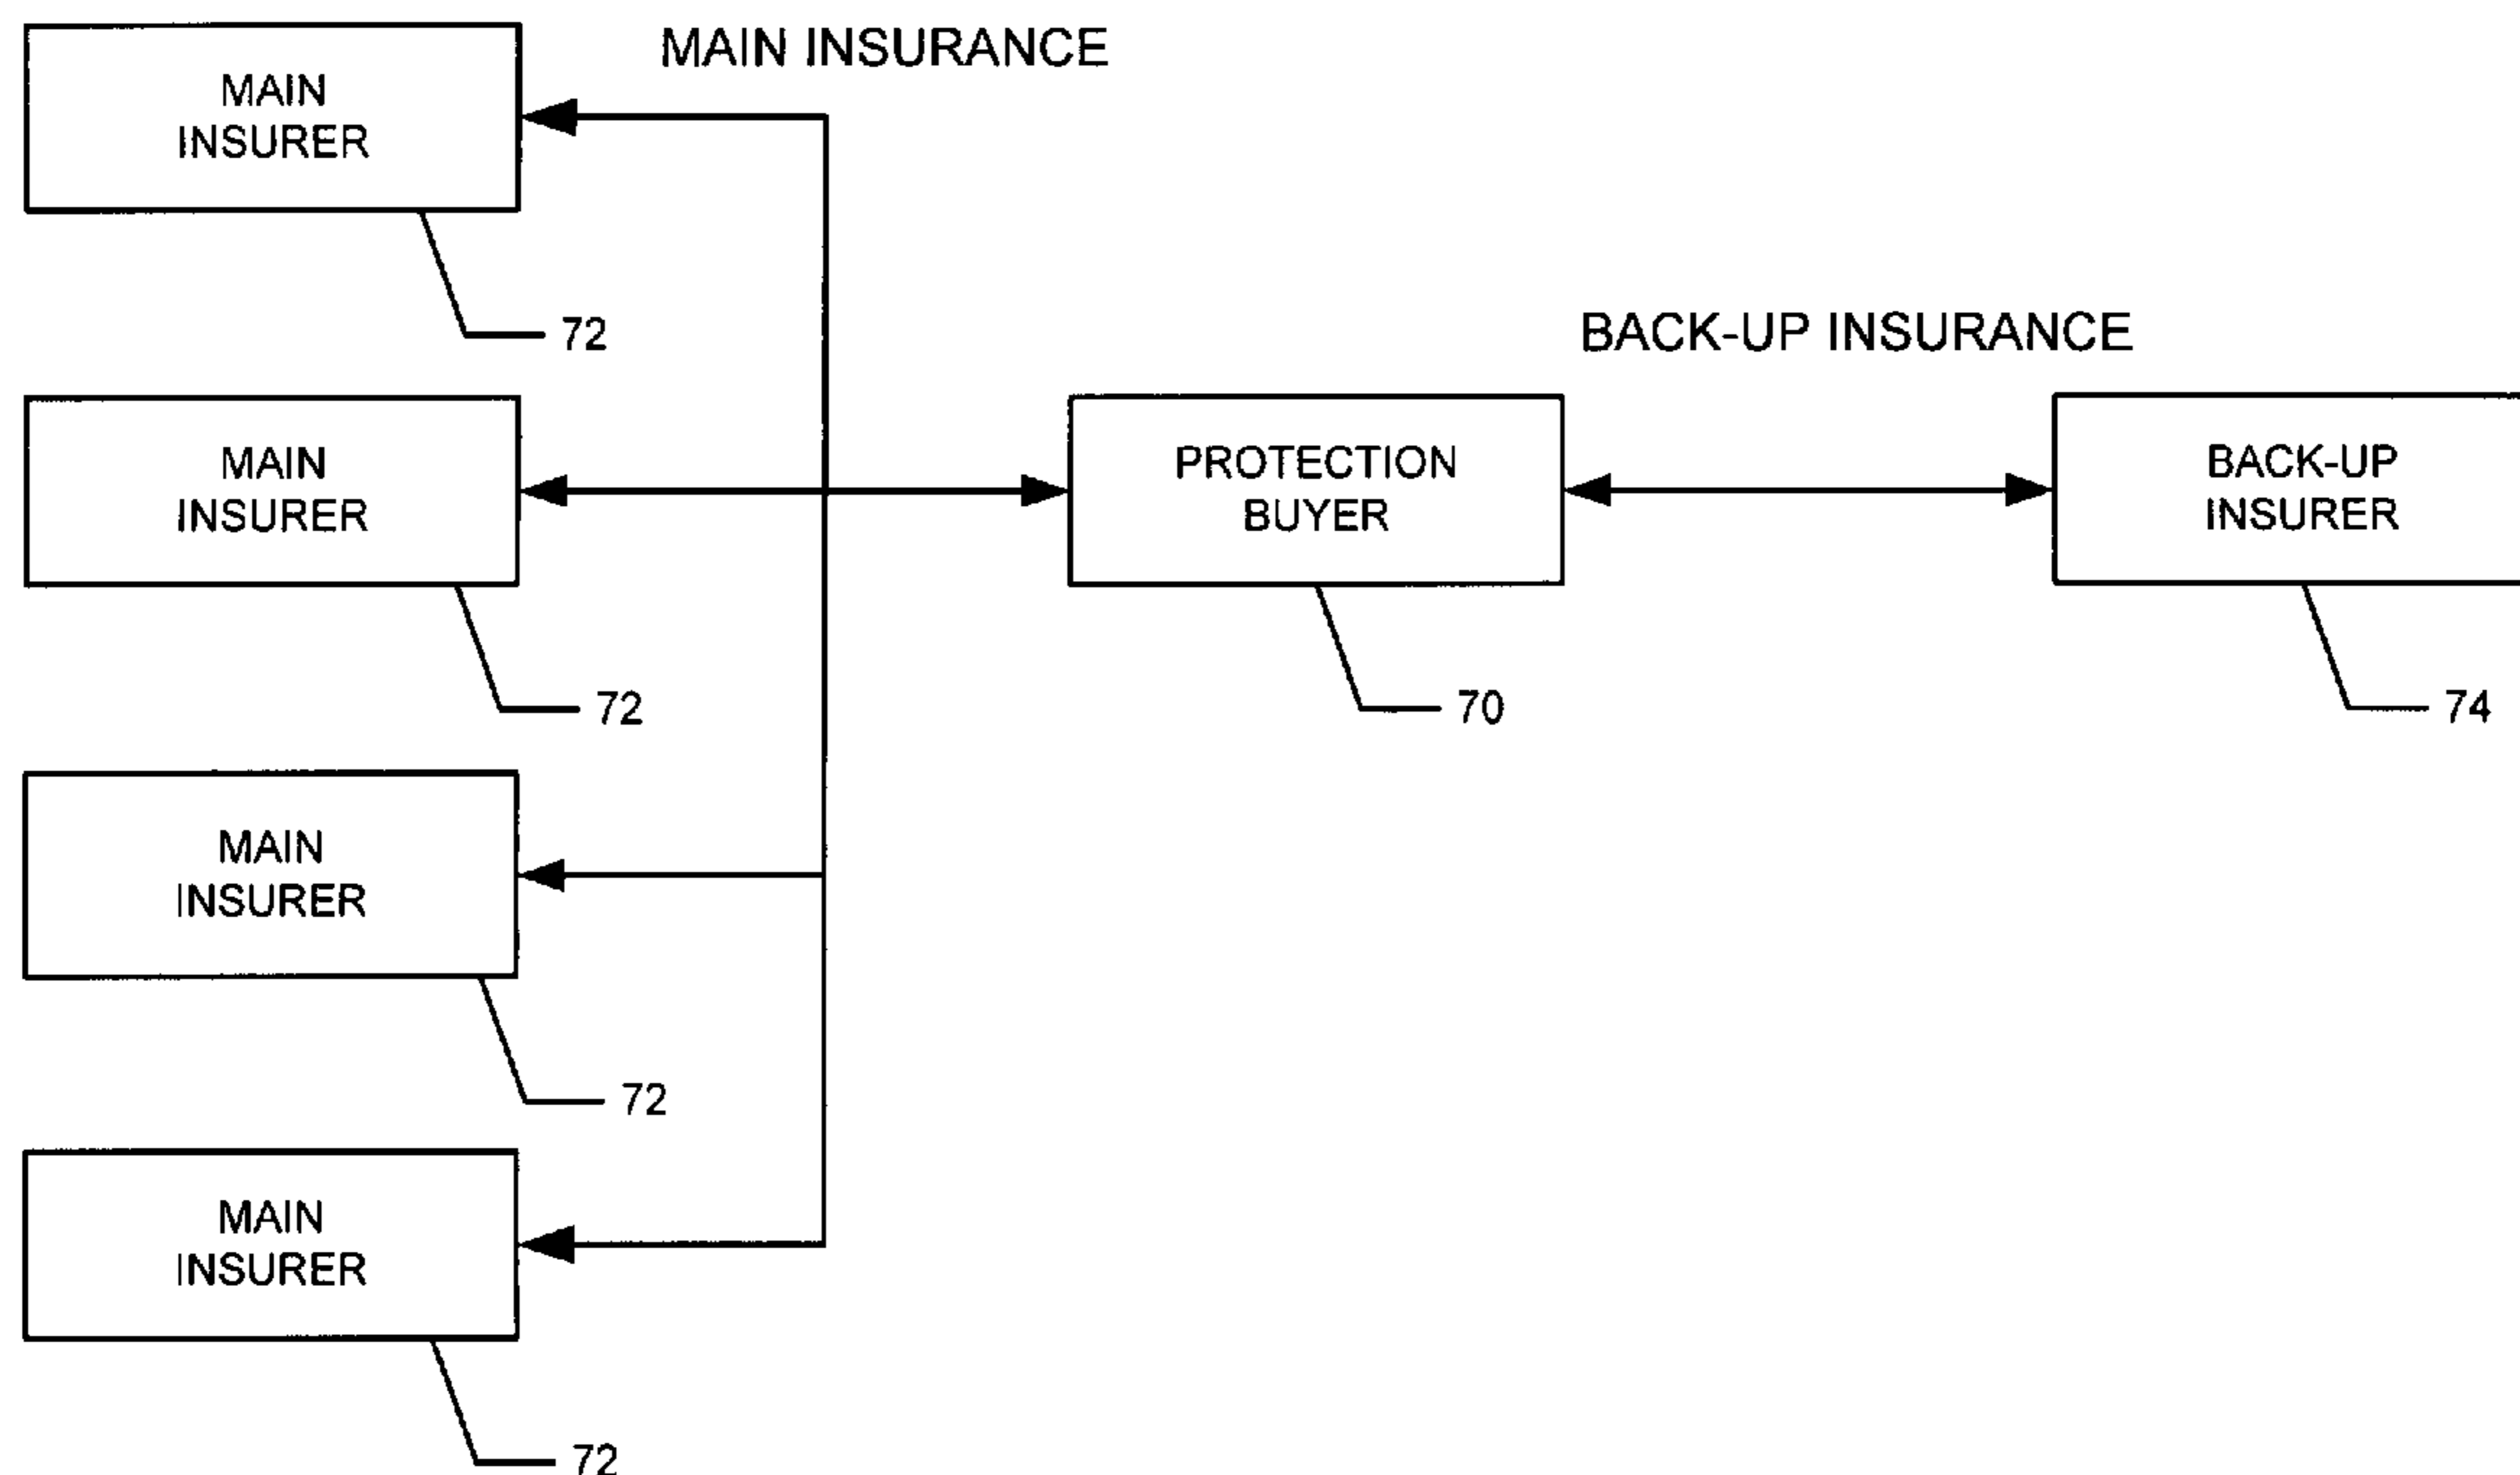 MAIN INSURANCE
MAIN
INSURER
72
BACK-UP INSURANCE
MAIN
INSURER
72
PROTECTION
BUYER
70
BACK-UP
INSURER
74
MAIN
INSURER
72
MAIN
INSURER
72